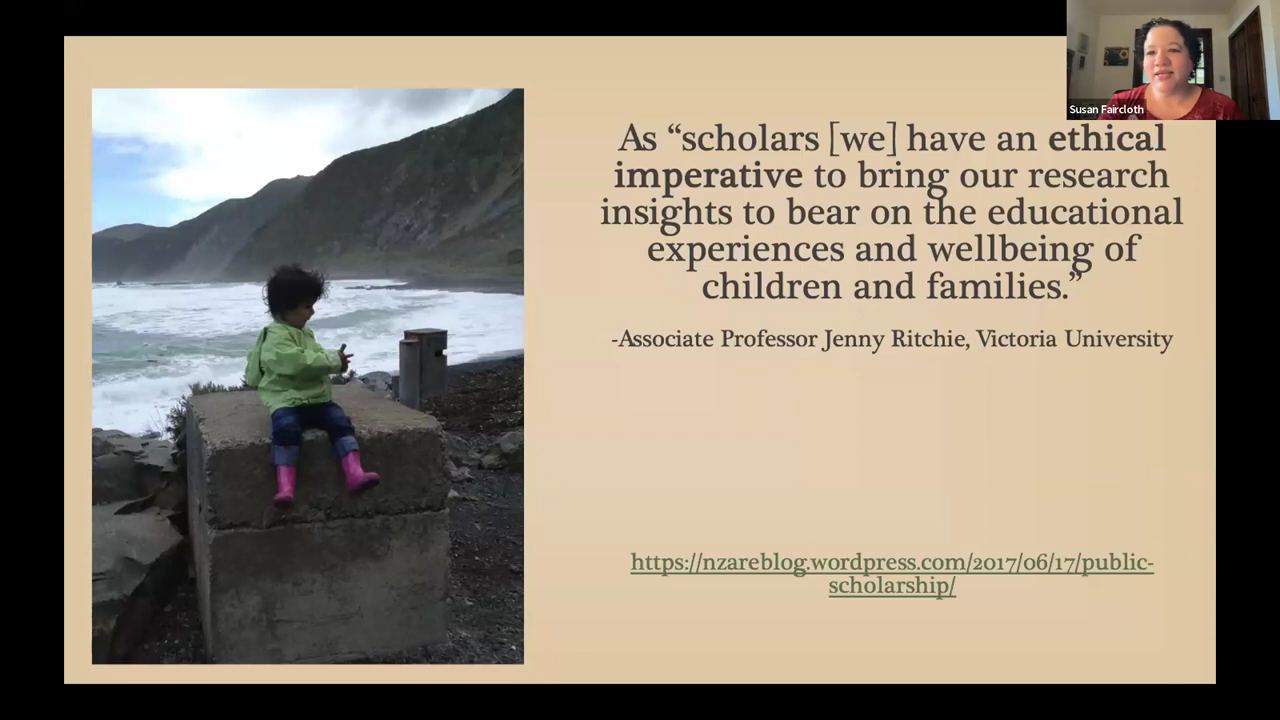 Susan Faircloth
As “scholars [we] have an ethical
imperative to bring our research
insights to bear on the educational
experiences and wellbeing of
children and families.”
-Associate Professor Jenny Ritchie, Victoria University
https://nzareblog.wordpress.com/2017/06/17/public-
scholarship/